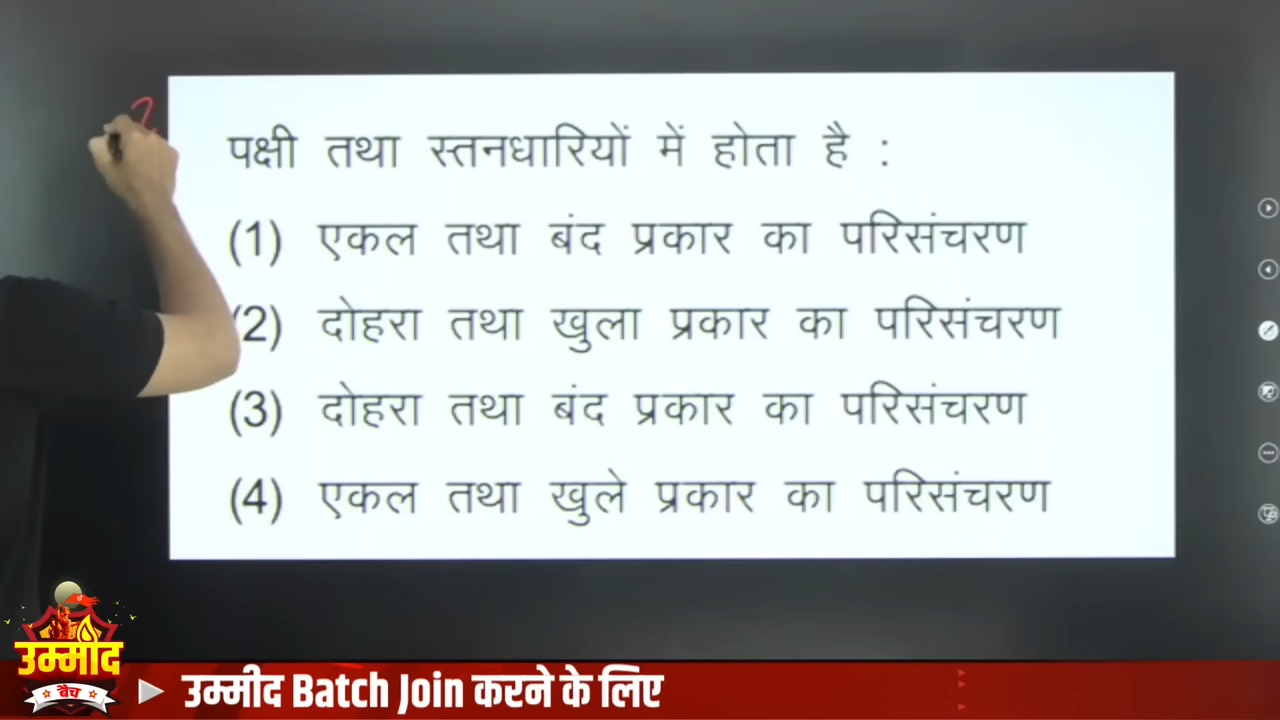 पक्षी तथा स्तनधारियों में होता है :
(1) एकल तथा बंद प्रकार का परिसंचरण
(2) दोहरा तथा खुला प्रकार का परिसंचरण
(3) दोहरा तथा बंद प्रकार का परिसंचरण
(4) एकल तथा खुले प्रकार का परिसंचरण
उम्मीद
बैच
उम्मीद Batch Join करने के लिए